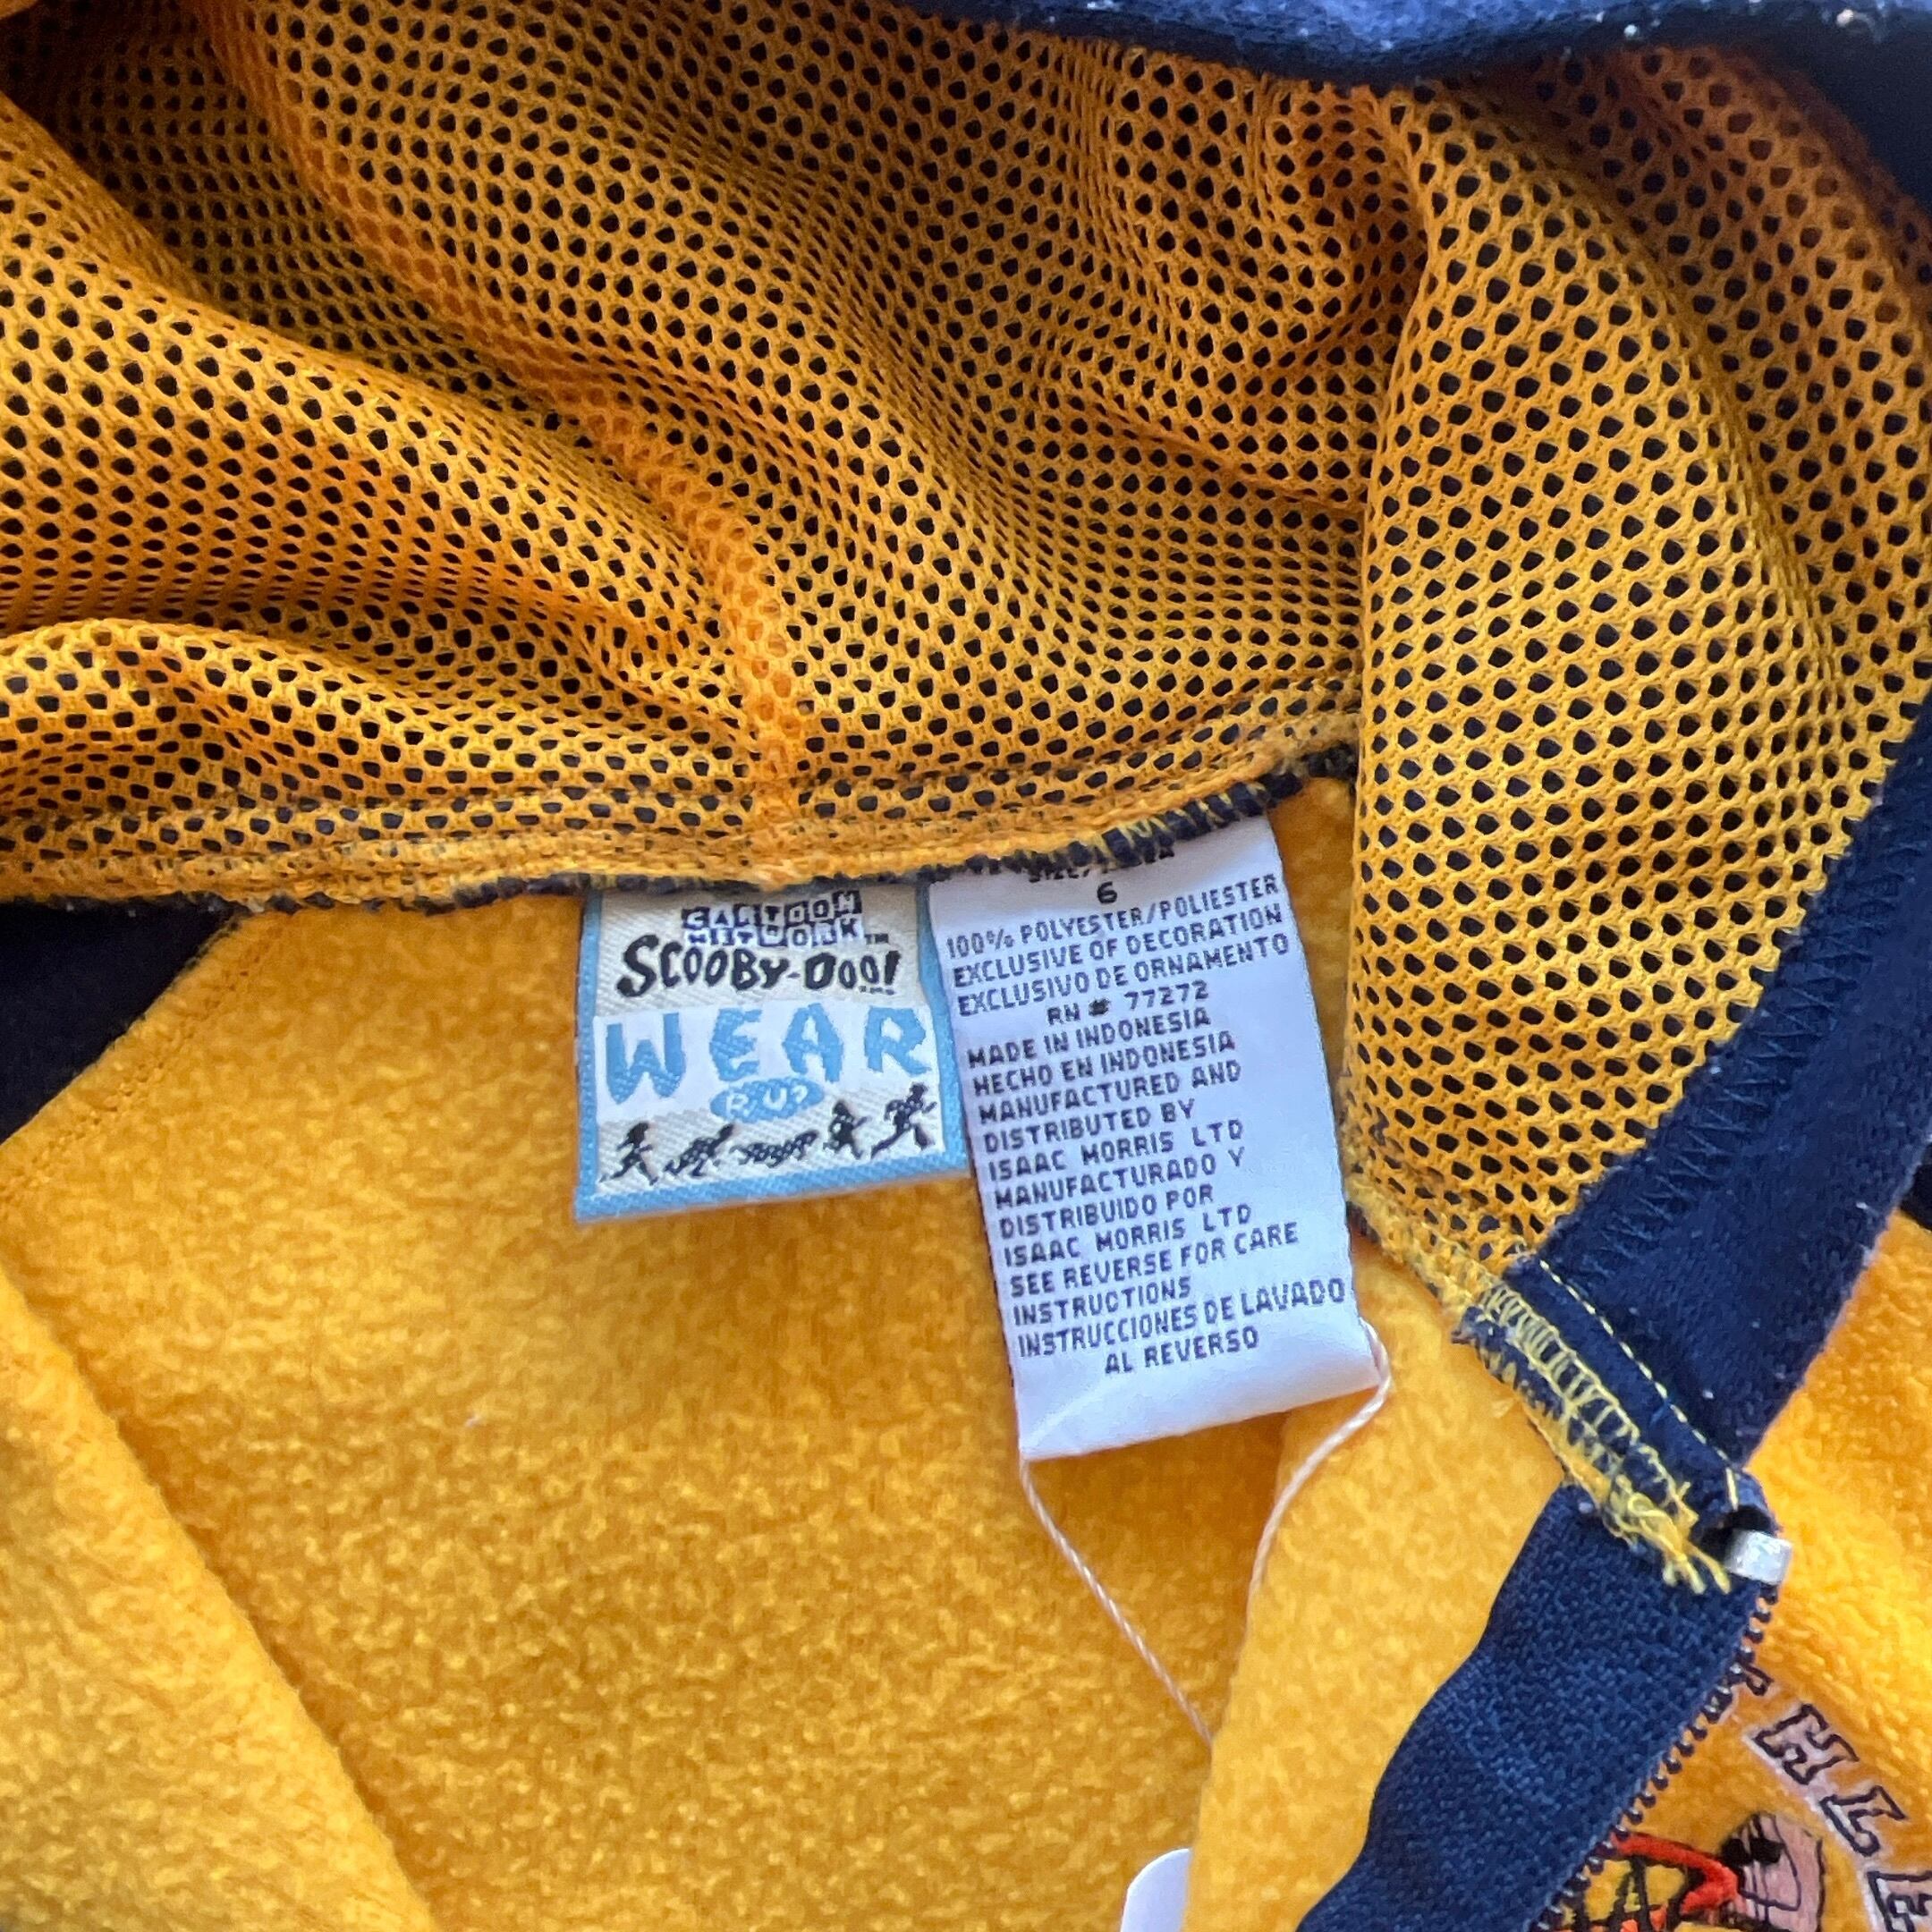 CARTOON
NETWORK™
SCOOBY-DOO!
WEAR
R UP
6
100% POLYESTER/POLIESTER
EXCLUSIVE OF DECORATION
EXCLUSIVO DE ORNAMENTO
RN # 77272
MADE IN INDONESIA
HECHO EN INDONESIA
MANUFACTURED AND
DISTRIBUTED BY
ISAAC MORRIS LTD
MANUFACTURADO Y
DISTRIBUIDO POR
ISAAC MORRIS LTD
SEE REVERSE FOR CARE
INSTRUCTIONS
INSTRUCCIONES DE LAVADO
AL REVERSO